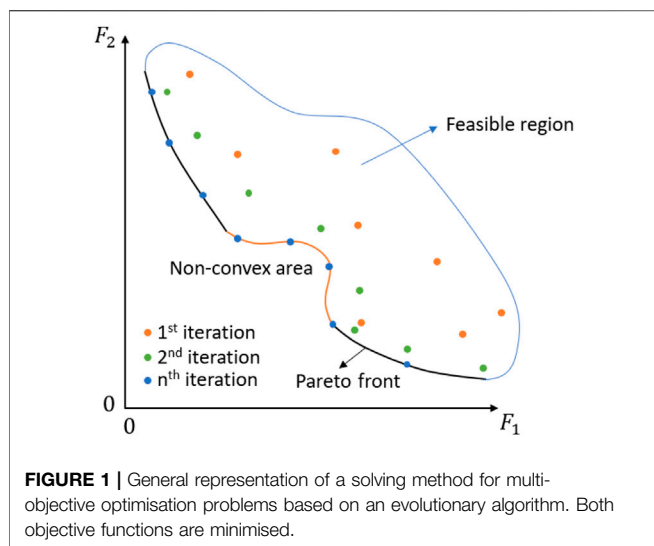 F₂
Feasible region
Non-convex area
1ˢᵗ iteration
2ⁿᵈ iteration
nᵗʰ iteration
Pareto front
0
0
F₁
FIGURE 1 | General representation of a solving method for multi-
objective optimisation problems based on an evolutionary algorithm. Both
objective functions are minimised.